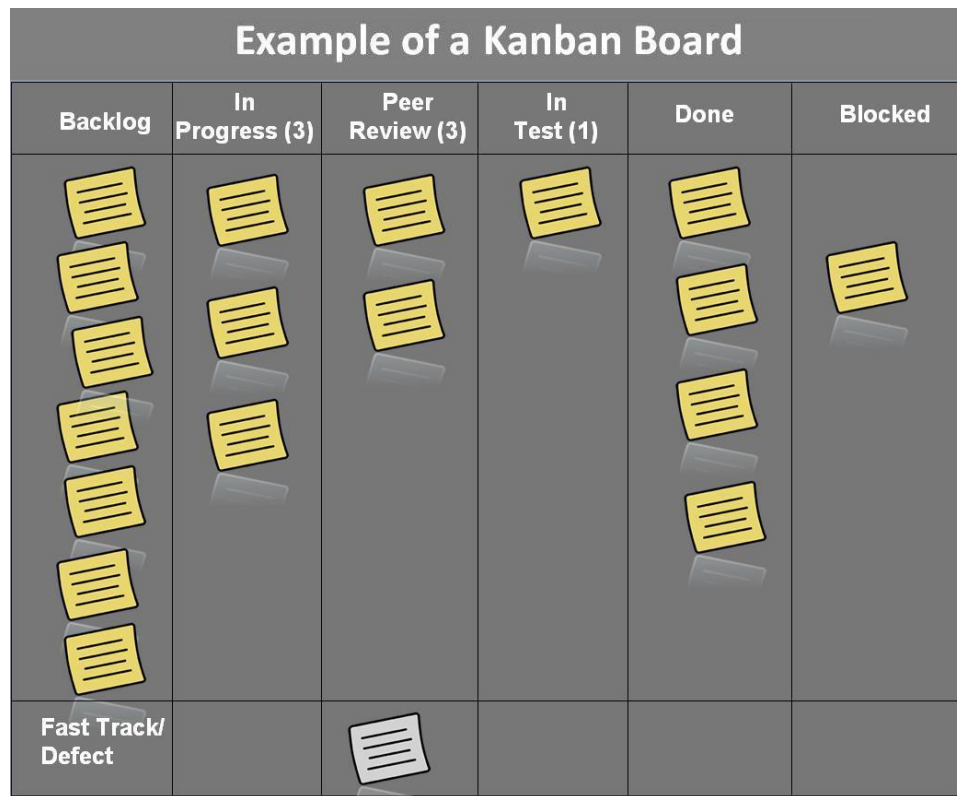 Example of a Kanban Board
Backlog
In
Progress (3)
Peer
Review (3)
In
Test (1)
Done
Blocked
Fast Track/
Defect